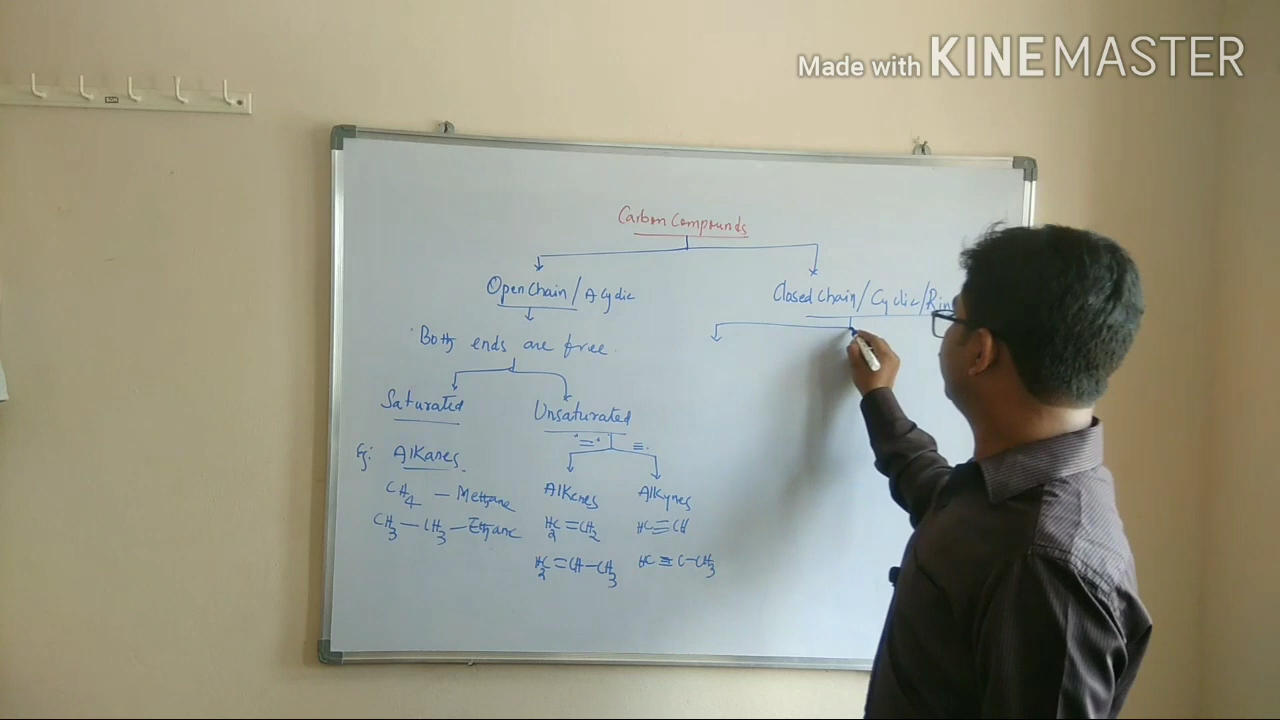 Made with KINEMASTER
Carbon Compounds
Open Chain / Acyclic
Closed Chain / Cyclic / Rin
Both ends are free.
Saturated
Unsaturated
"=" ≡.
Eg: Alkanes.
CH4 — Methane
CH3 — CH3 — Ethane
Alkenes
H2C = CH2
H2C = CH — CH3
Alkynes
HC ≡ CH
HC ≡ C — CH3